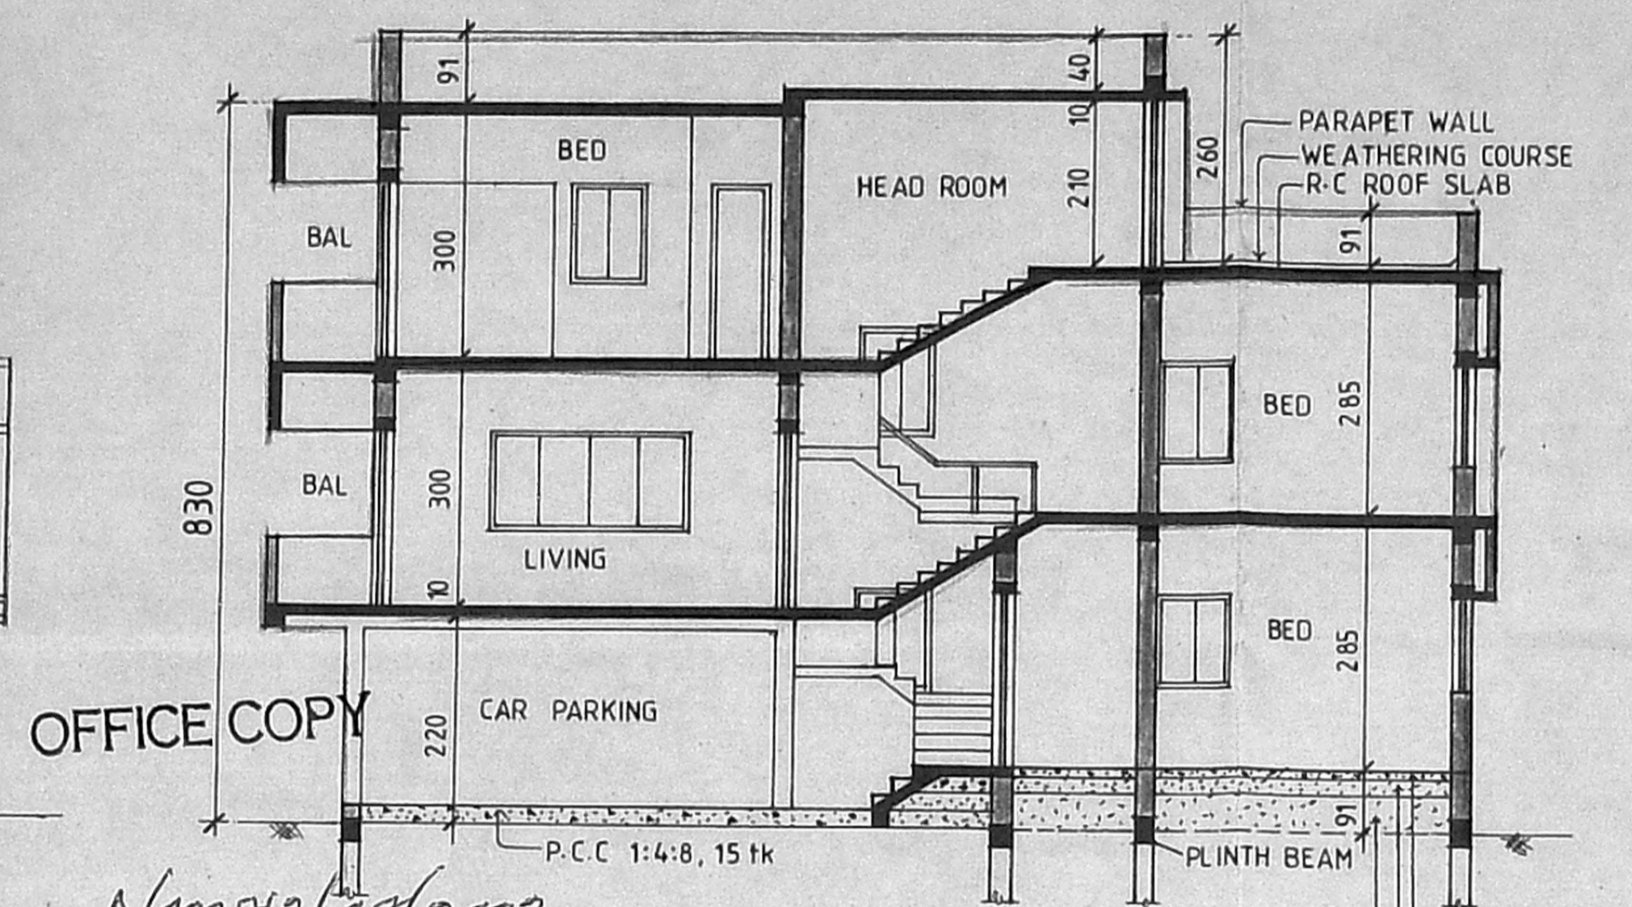 91
40
10
BED
HEAD ROOM
210
260
PARAPET WALL
WEATHERING COURSE
R.C ROOF SLAB
BAL
300
91
BED
285
830
BAL
300
LIVING
10
BED
285
OFFICE COPY
CAR PARKING
220
91
P.C.C 1:4:8, 15 tk
PLINTH BEAM